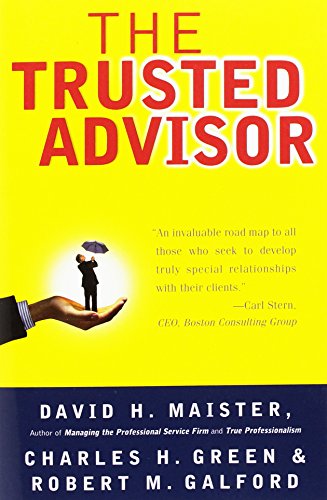 THE
TRUSTED
ADVISOR
"An invaluable road map to all
those who seek to develop
truly special relationships
with their clients."
—Carl Stern,
CEO, Boston Consulting Group
DAVID H. MAISTER,
Author of Managing the Professional Service Firm and True Professionalism
CHARLES H. GREEN &
ROBERT M. GALFORD